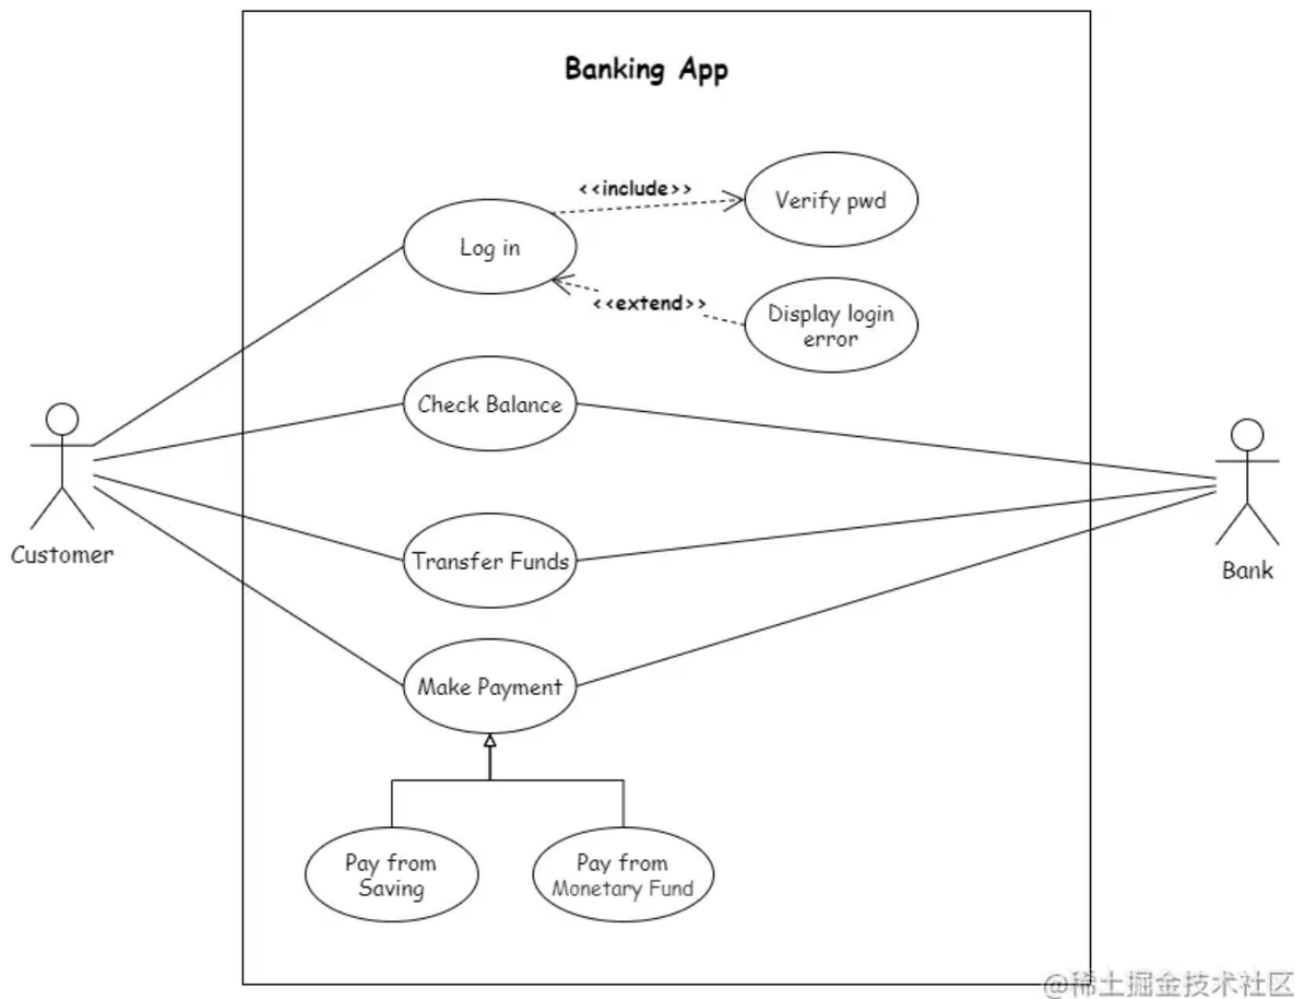 Banking App
<<include>>
Verify pwd
Log in
<<extend>>
Display login
error
Check Balance
Customer
Transfer Funds
Bank
Make Payment
Pay from
Saving
Pay from
Monetary Fund
@稀土掘金技术社区